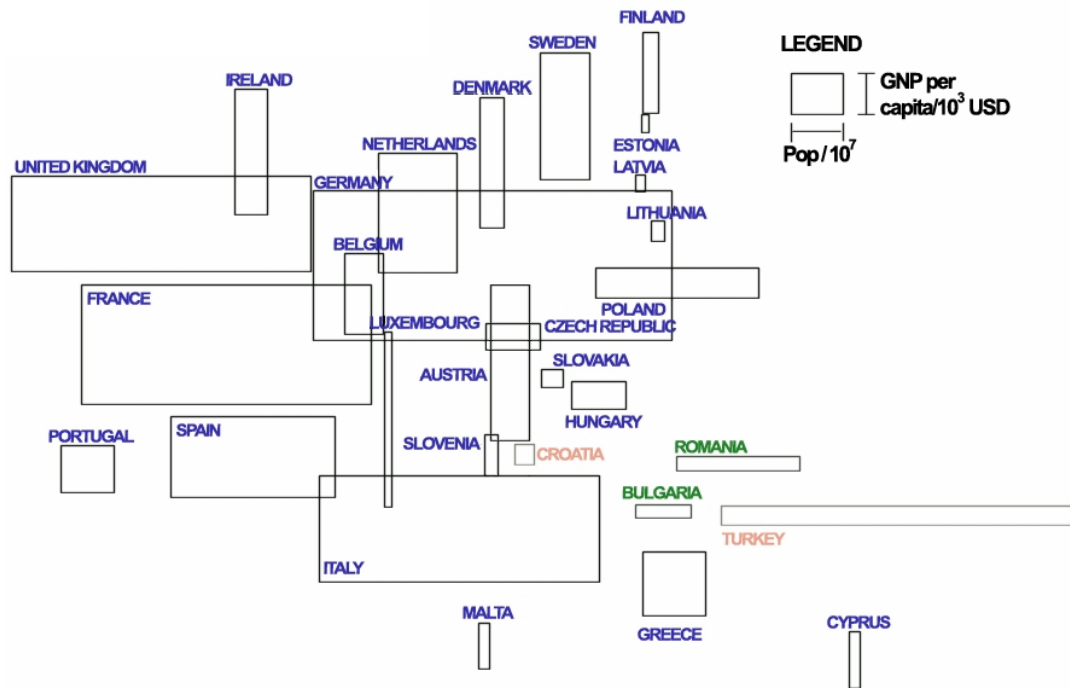 FINLAND
SWEDEN
LEGEND
IRELAND
DENMARK
GNP per
capita/10³ USD
NETHERLANDS
ESTONIA
Pop / 10⁷
UNITED KINGDOM
LATVIA
GERMANY
LITHUANIA
BELGIUM
FRANCE
POLAND
LUXEMBOURG
CZECH REPUBLIC
SLOVAKIA
AUSTRIA
HUNGARY
SPAIN
PORTUGAL
SLOVENIA
CROATIA
ROMANIA
BULGARIA
TURKEY
ITALY
MALTA
CYPRUS
GREECE